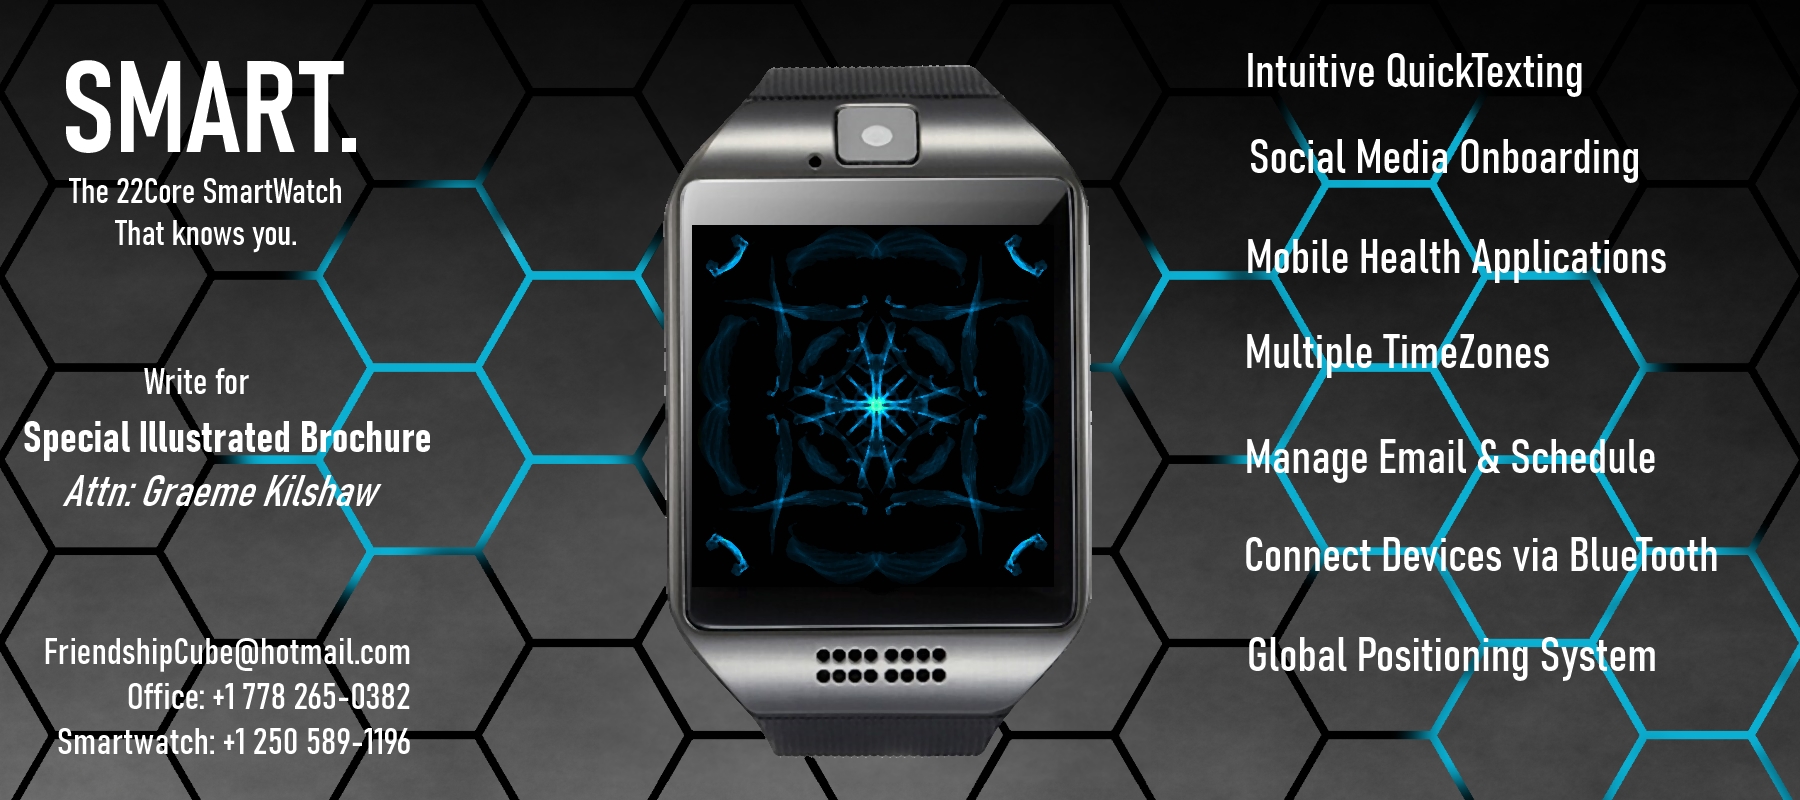 SMART.
The 22Core SmartWatch
That knows you.
Write for
Special Illustrated Brochure
Attn: Graeme Kilshaw
FriendshipCube@hotmail.com
Office: +1 778 265-0382
Smartwatch: +1 250 589-1196
Intuitive QuickTexting
Social Media Onboarding
Mobile Health Applications
Multiple TimeZones
Manage Email & Schedule
Connect Devices via BlueTooth
Global Positioning System